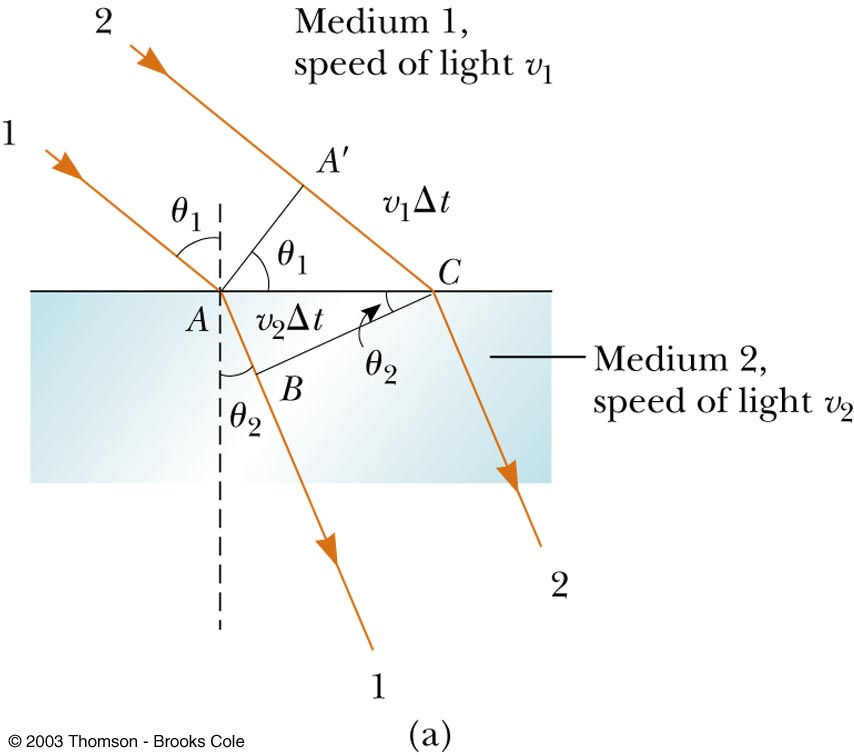 2
Medium 1,
speed of light v₁
1
A′
v₁Δt
θ₁
θ₁
C
A
v₂Δt
θ₂
B
θ₂
Medium 2,
speed of light v₂
2
1
(a)
© 2003 Thomson - Brooks Cole